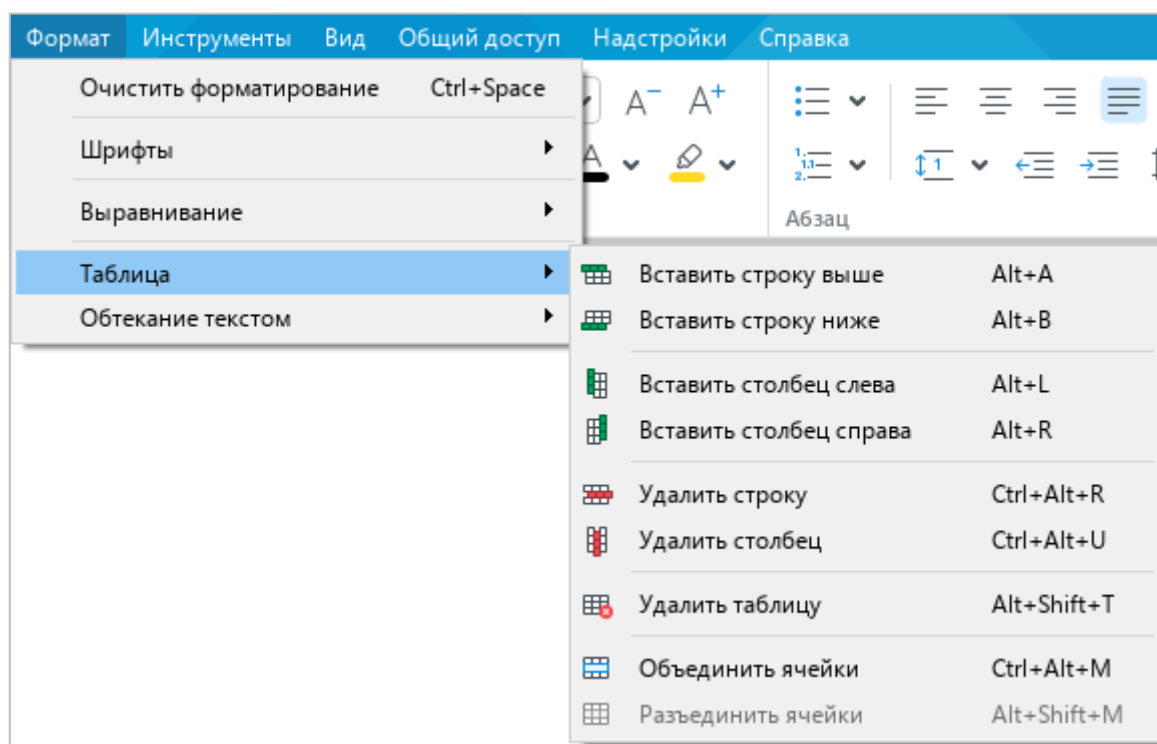 Формат Инструменты Вид Общий доступ Надстройки Справка
Очистить форматирование Ctrl+Space
Шрифты
Выравнивание
Абзац
Таблица
Обтекание текстом
Вставить строку выше Alt+A
Вставить строку ниже Alt+B
Вставить столбец слева Alt+L
Вставить столбец справа Alt+R
Удалить строку Ctrl+Alt+R
Удалить столбец Ctrl+Alt+U
Удалить таблицу Alt+Shift+T
Объединить ячейки Ctrl+Alt+M
Разъединить ячейки Alt+Shift+M